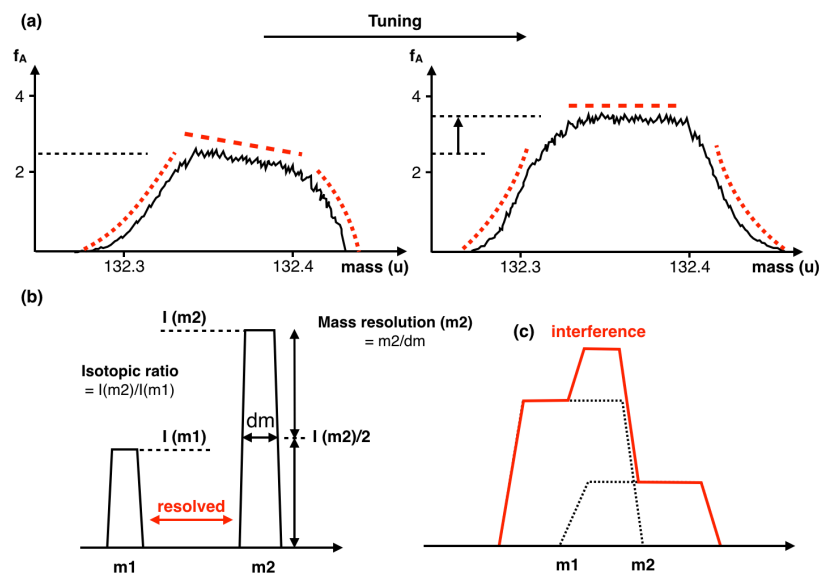 (a)
Tuning
fA
4
2
132.3
132.4
mass (u)
fA
4
2
132.3
132.4
mass (u)
(b)
I (m2)
Mass resolution (m2)
= m2/dm
Isotopic ratio
= I(m2)/I(m1)
I (m1)
dm
I (m2)/2
resolved
m1
m2
(c)
interference
m1
m2